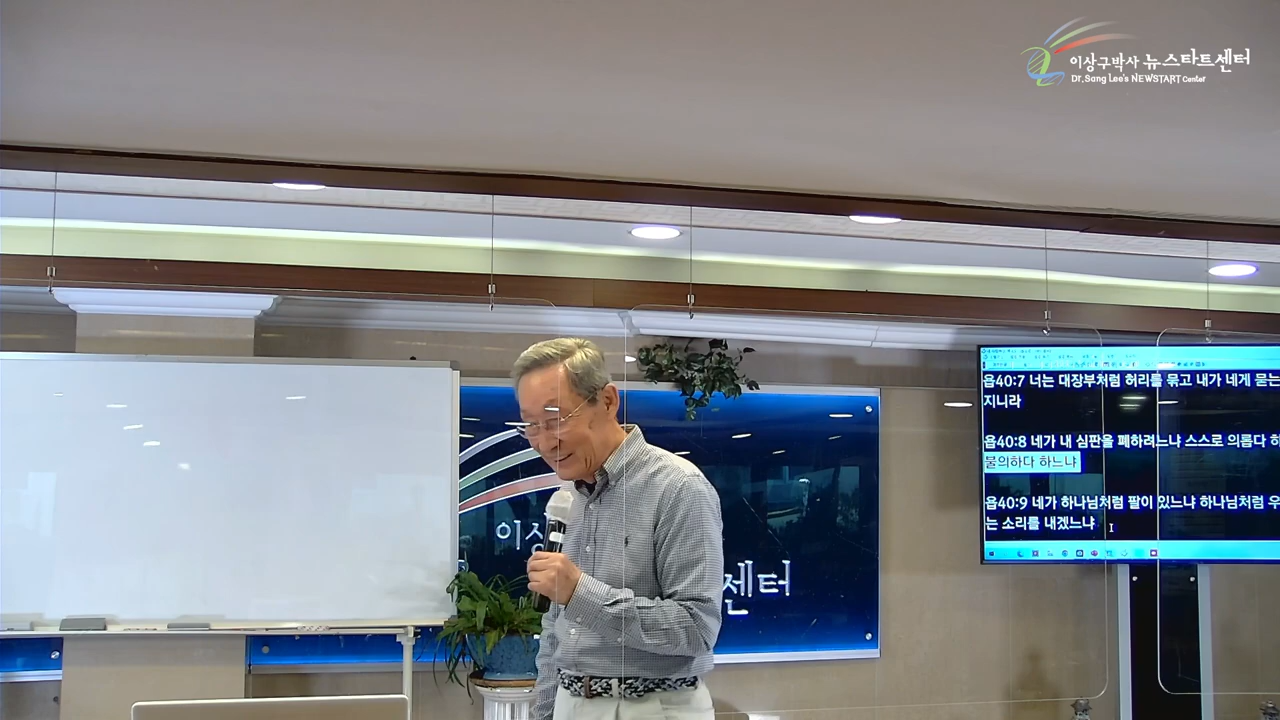 이상구박사 뉴스타트센터
Dr. Sang Lee's NEWSTART Center
욥40:7 너는 대장부처럼 허리를 묶고 내가 네게 묻는
지니라
욥40:8 네가 내 심판을 폐하려느냐 스스로 의롭다 하
불의하다 하느냐
욥40:9 네가 하나님처럼 팔이 있느냐 하나님처럼 우
는 소리를 내겠느냐
이상
센터